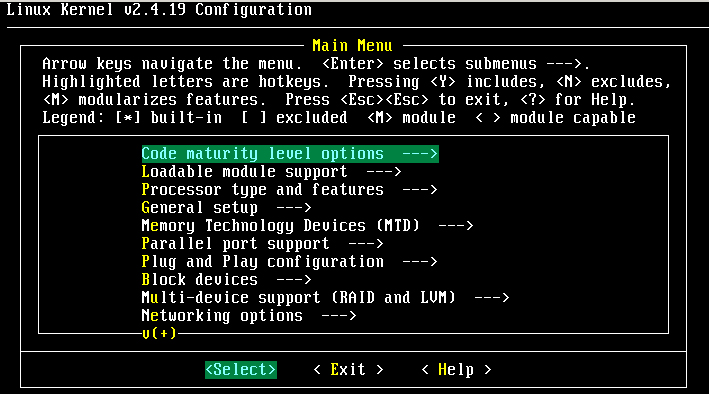 Linux Kernel v2.4.19 Configuration
Main Menu
Arrow keys navigate the menu.  <Enter> selects submenus --->.
Highlighted letters are hotkeys.  Pressing <Y> includes, <N> excludes,
<M> modularizes features.  Press <Esc><Esc> to exit, <?> for Help.
Legend: [*] built-in  [ ] excluded  <M> module  < > module capable
Code maturity level options  --->
Loadable module support  --->
Processor type and features  --->
General setup  --->
Memory Technology Devices (MTD)  --->
Parallel port support  --->
Plug and Play configuration  --->
Block devices  --->
Multi-device support (RAID and LVM)  --->
Networking options  --->
v(+)
<Select>    < Exit >    < Help >